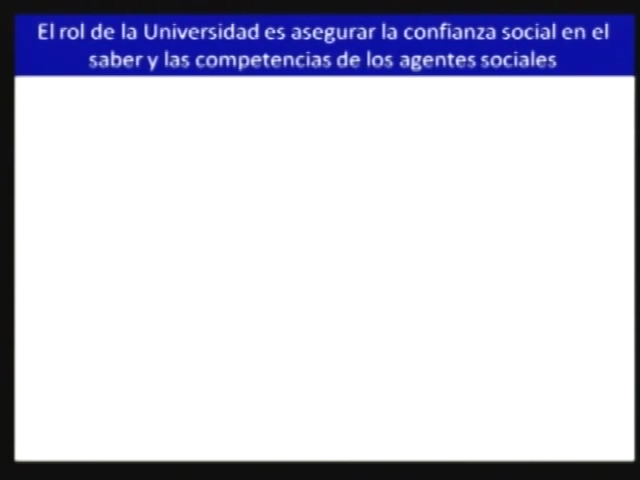 El rol de la Universidad es asegurar la confianza social en el
saber y las competencias de los agentes sociales